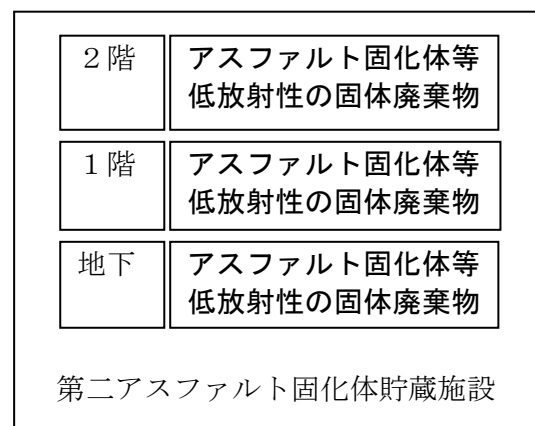 ２階
アスファルト固化体等
低放射性の固体廃棄物
１階
アスファルト固化体等
低放射性の固体廃棄物
地下
アスファルト固化体等
低放射性の固体廃棄物
第二アスファルト固化体貯蔵施設